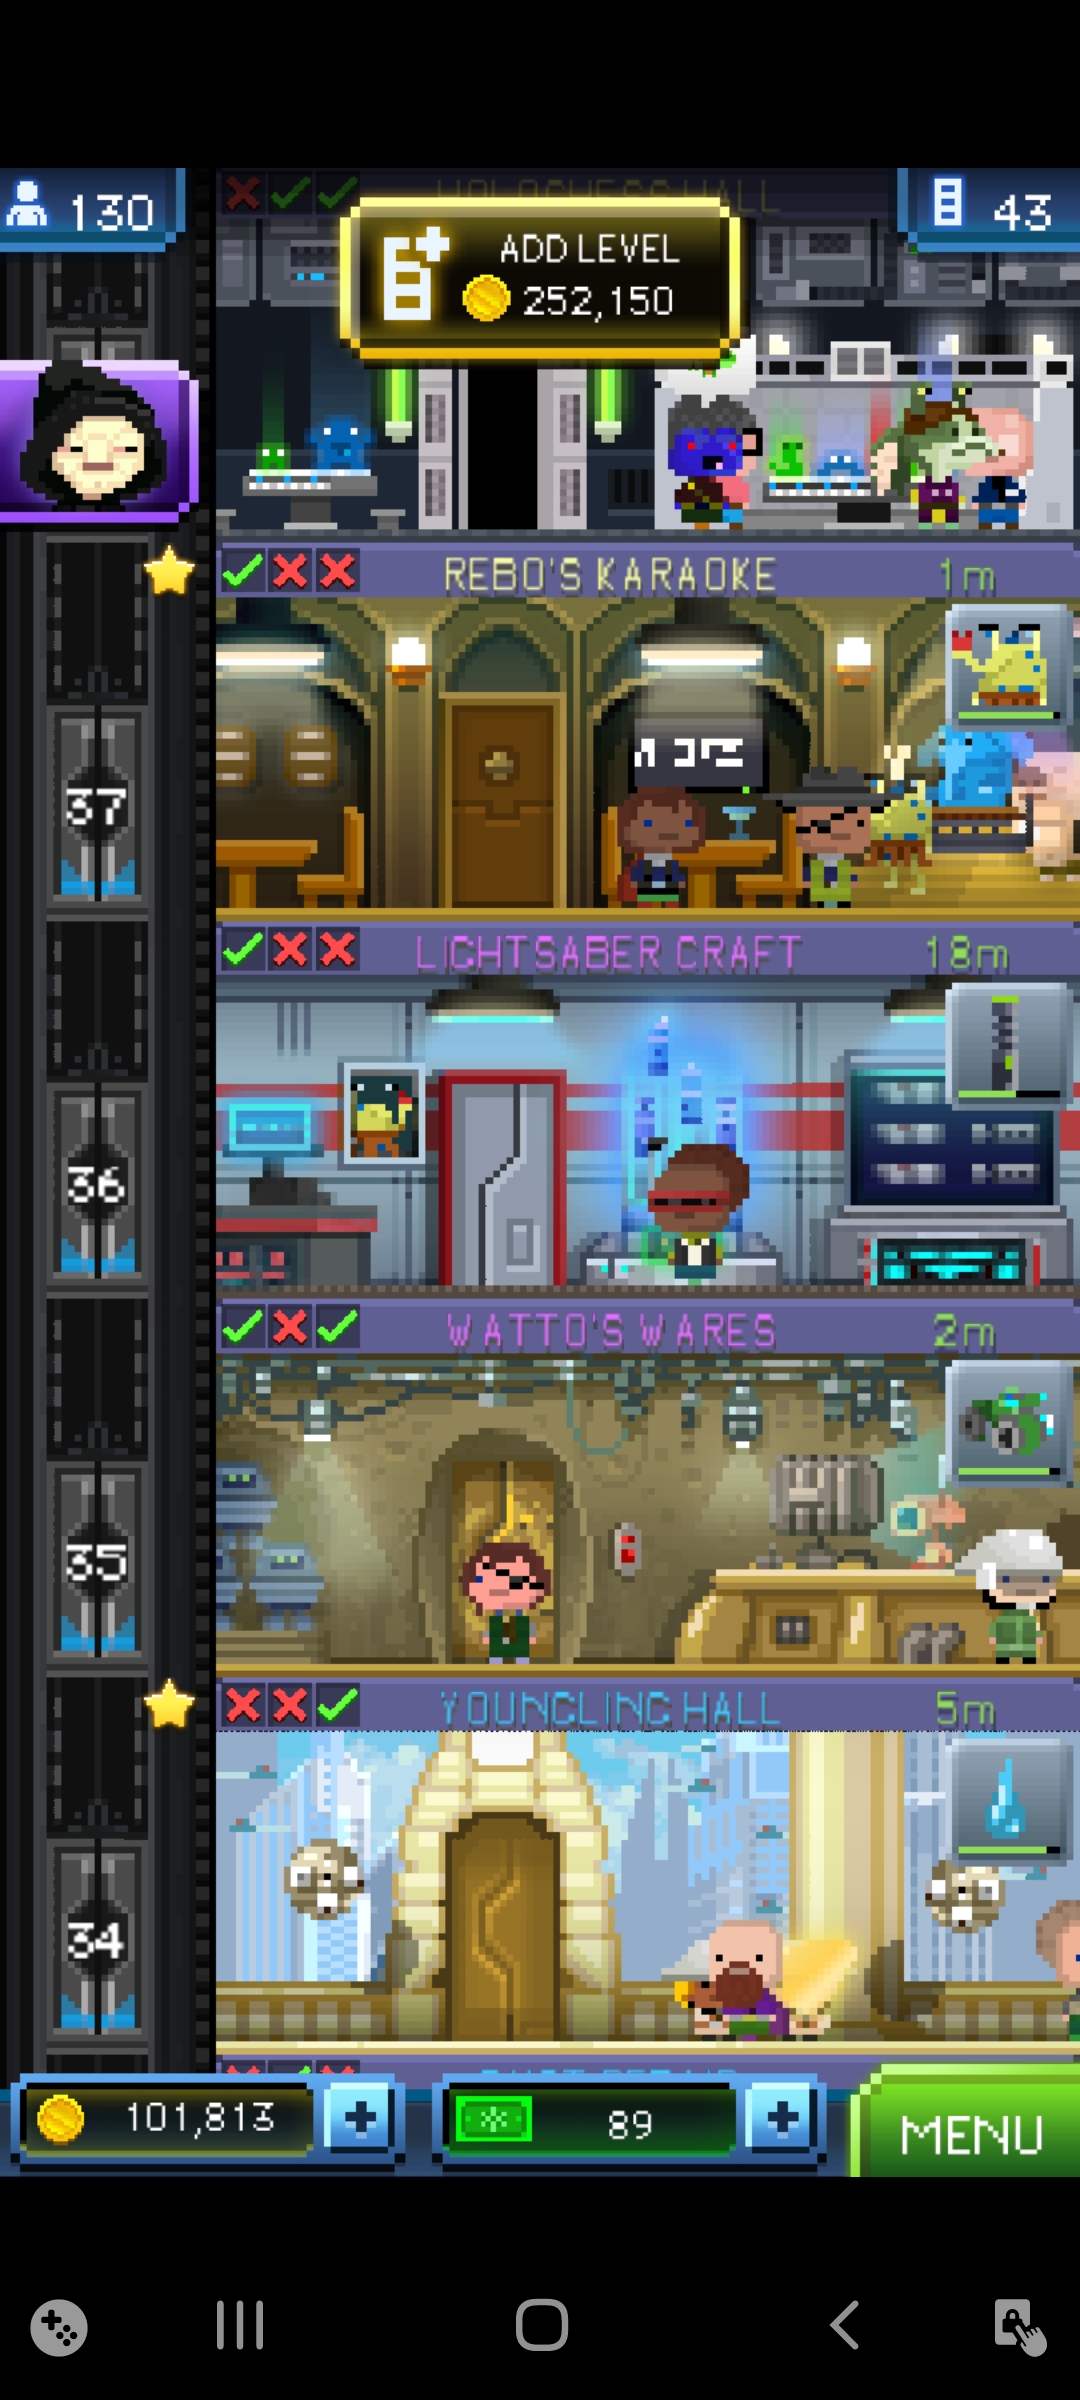 130
HOLOCHESS HALL
43
ADD LEVEL
252,150
REBO'S KARAOKE
1m
37
LIGHTSABER CRAFT
18m
36
WATTO'S WARES
2m
35
YOUNGLING HALL
5m
34
101,813
89
MENU